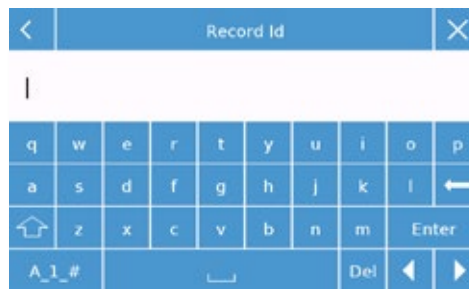 Record Id
q w e r t y u i o p
a s d f g h j k l
z x c v b n m Enter
A_1_# Del